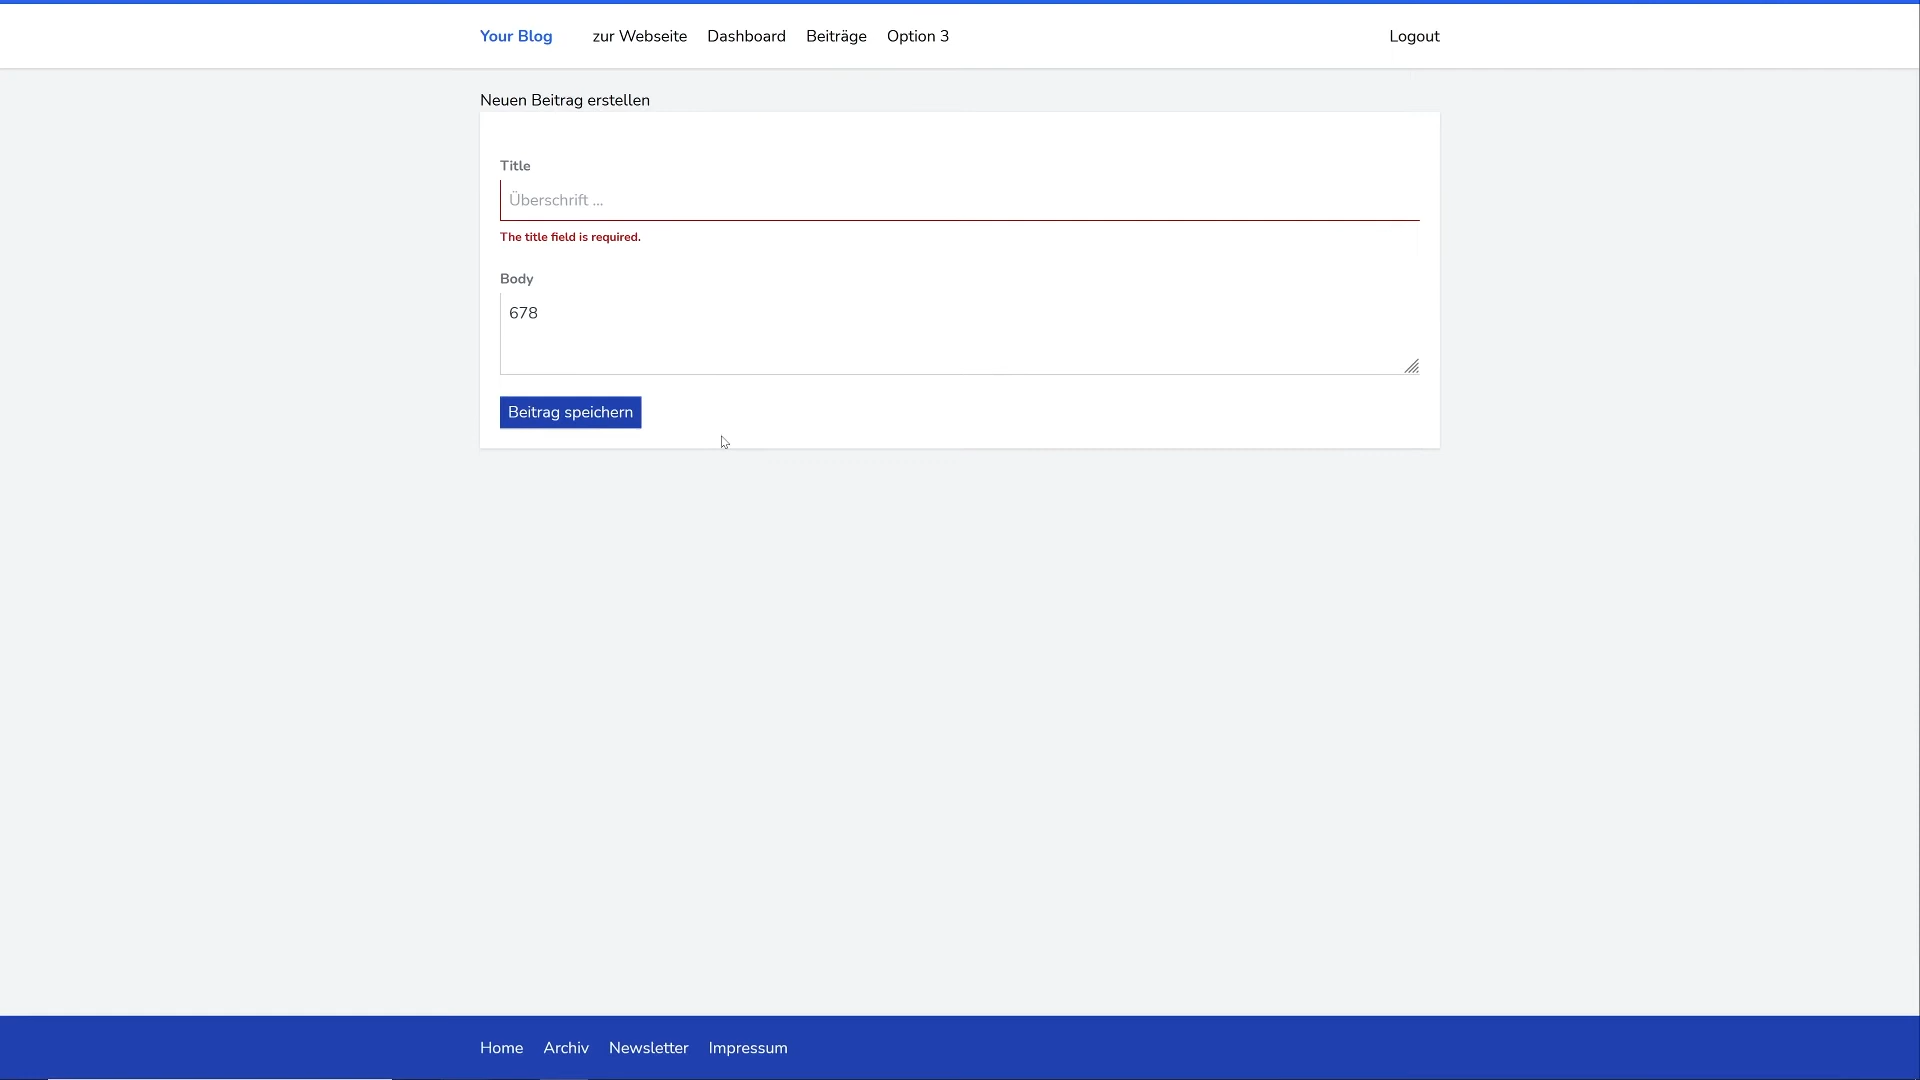 Your Blog zur Webseite Dashboard Beiträge Option 3 Logout
Neuen Beitrag erstellen
Title
Überschrift ...
The title field is required.
Body
678
Beitrag speichern
Home Archiv Newsletter Impressum